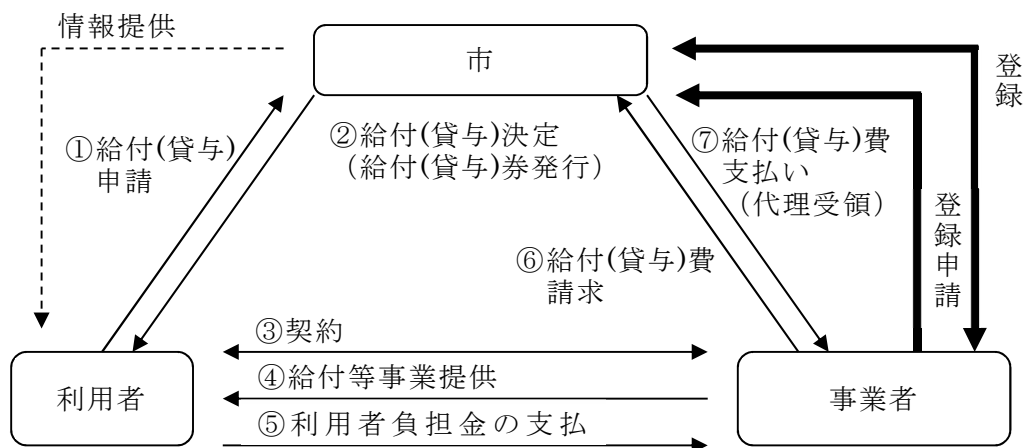 情報提供
市
登録
①給付(貸与)
申請
②給付(貸与)決定
(給付(貸与)券発行)
⑦給付(貸与)費
支払い
(代理受領)
登録申請
⑥給付(貸与)費
請求
③契約
④給付等事業提供
⑤利用者負担金の支払
利用者
事業者